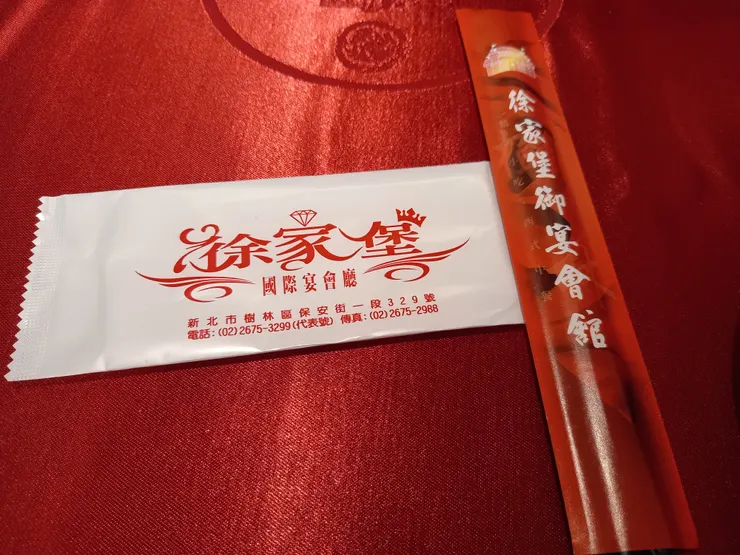 徐家堡
國際宴會廳
新北市樹林區保安街一段329號
電話:(02)2675-3299(代表號) 傳真:(02)2675-2988
徐家堡御宴會館